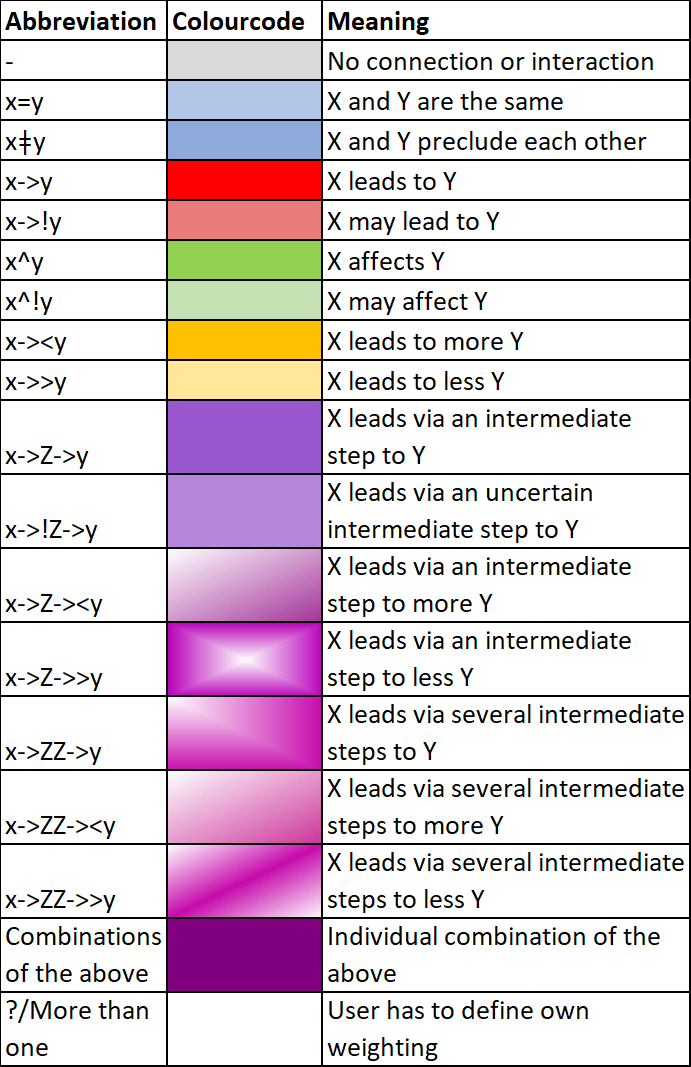 Abbreviation Colourcode Meaning
- No connection or interaction
x=y X and Y are the same
xǂy X and Y preclude each other
x->y X leads to Y
x->!y X may lead to Y
x^y X affects Y
x^!y X may affect Y
x-><y X leads to more Y
x->>y X leads to less Y
X leads via an intermediate
x->Z->y step to Y
X leads via an uncertain
x->!Z->y intermediate step to Y
X leads via an intermediate
x->Z-><y step to more Y
X leads via an intermediate
x->Z->>y step to less Y
X leads via several intermediate
x->ZZ->y steps to Y
X leads via several intermediate
x->ZZ-><y steps to more Y
X leads via several intermediate
x->ZZ->>y steps to less Y
Combinations Individual combination of the
of the above above
?/More than User has to define own
one weighting